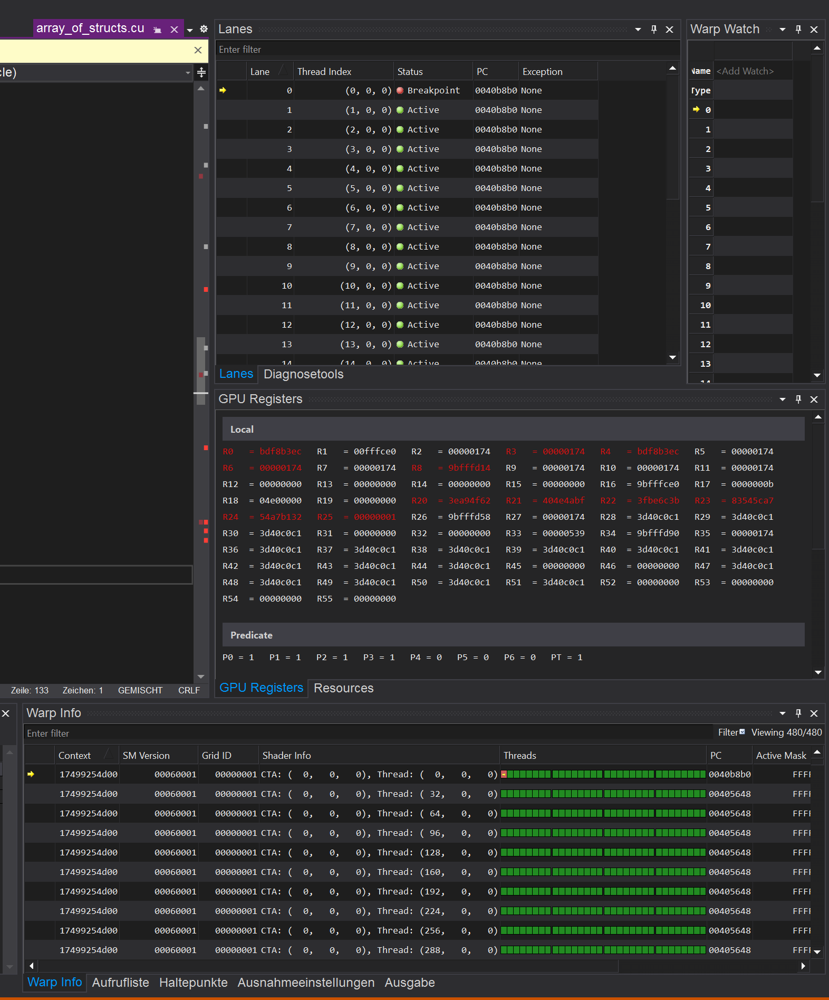 array_of_structs.cu
cle)
Zeile: 133 Zeichen: 1 GEMISCHT CRLF
Lanes
Enter filter
Lane Thread Index Status PC Exception
0 (0, 0, 0) Breakpoint 0040b8b0 None
1 (1, 0, 0) Active 0040b8b0 None
2 (2, 0, 0) Active 0040b8b0 None
3 (3, 0, 0) Active 0040b8b0 None
4 (4, 0, 0) Active 0040b8b0 None
5 (5, 0, 0) Active 0040b8b0 None
6 (6, 0, 0) Active 0040b8b0 None
7 (7, 0, 0) Active 0040b8b0 None
8 (8, 0, 0) Active 0040b8b0 None
9 (9, 0, 0) Active 0040b8b0 None
10 (10, 0, 0) Active 0040b8b0 None
11 (11, 0, 0) Active 0040b8b0 None
12 (12, 0, 0) Active 0040b8b0 None
13 (13, 0, 0) Active 0040b8b0 None
14 (14, 0, 0) Active 0040b8b0 None
Lanes Diagnosetools
Warp Watch
Name <Add Watch>
Type
0
1
2
3
4
5
6
7
8
9
10
11
12
13
14
GPU Registers
Local
R0 = bdf8b3ec R1 = 00fffce0 R2 = 00000174 R3 = 00000174 R4 = bdf8b3ec R5 = 00000174
R6 = 00000174 R7 = 00000174 R8 = 9bfffd14 R9 = 00000174 R10 = 00000174 R11 = 00000174
R12 = 00000000 R13 = 00000000 R14 = 00000000 R15 = 00000000 R16 = 9bfffce0 R17 = 0000000b
R18 = 04e00000 R19 = 00000000 R20 = 3ea94f62 R21 = 404e4abf R22 = 3fbe6c3b R23 = 83545ca7
R24 = 54a7b132 R25 = 00000001 R26 = 9bfffd58 R27 = 00000174 R28 = 3d40c0c1 R29 = 3d40c0c1
R30 = 3d40c0c1 R31 = 00000000 R32 = 00000000 R33 = 00000539 R34 = 9bfffd90 R35 = 00000174
R36 = 3d40c0c1 R37 = 3d40c0c1 R38 = 3d40c0c1 R39 = 3d40c0c1 R40 = 3d40c0c1 R41 = 3d40c0c1
R42 = 3d40c0c1 R43 = 3d40c0c1 R44 = 3d40c0c1 R45 = 00000000 R46 = 00000000 R47 = 3d40c0c1
R48 = 3d40c0c1 R49 = 3d40c0c1 R50 = 3d40c0c1 R51 = 3d40c0c1 R52 = 00000000 R53 = 00000000
R54 = 00000000 R55 = 00000000
Predicate
P0 = 1 P1 = 1 P2 = 1 P3 = 1 P4 = 0 P5 = 0 P6 = 0 PT = 1
GPU Registers Resources
Warp Info
Enter filter Filter Viewing 480/480
Context SM Version Grid ID Shader Info Threads PC Active Mask
17499254d00 00060001 00000001 CTA: ( 0, 0, 0), Thread: ( 0, 0, 0) 0040b8b0 FFFF
17499254d00 00060001 00000001 CTA: ( 0, 0, 0), Thread: ( 32, 0, 0) 00405648 FFFF
17499254d00 00060001 00000001 CTA: ( 0, 0, 0), Thread: ( 64, 0, 0) 00405648 FFFF
17499254d00 00060001 00000001 CTA: ( 0, 0, 0), Thread: ( 96, 0, 0) 00405648 FFFF
17499254d00 00060001 00000001 CTA: ( 0, 0, 0), Thread: (128, 0, 0) 00405648 FFFF
17499254d00 00060001 00000001 CTA: ( 0, 0, 0), Thread: (160, 0, 0) 00405648 FFFF
17499254d00 00060001 00000001 CTA: ( 0, 0, 0), Thread: (192, 0, 0) 00405648 FFFF
17499254d00 00060001 00000001 CTA: ( 0, 0, 0), Thread: (224, 0, 0) 00405648 FFFF
17499254d00 00060001 00000001 CTA: ( 0, 0, 0), Thread: (256, 0, 0) 00405648 FFFF
17499254d00 00060001 00000001 CTA: ( 0, 0, 0), Thread: (288, 0, 0) 00405648 FFFF
Warp Info Aufrufliste Haltepunkte Ausnahmeeinstellungen Ausgabe